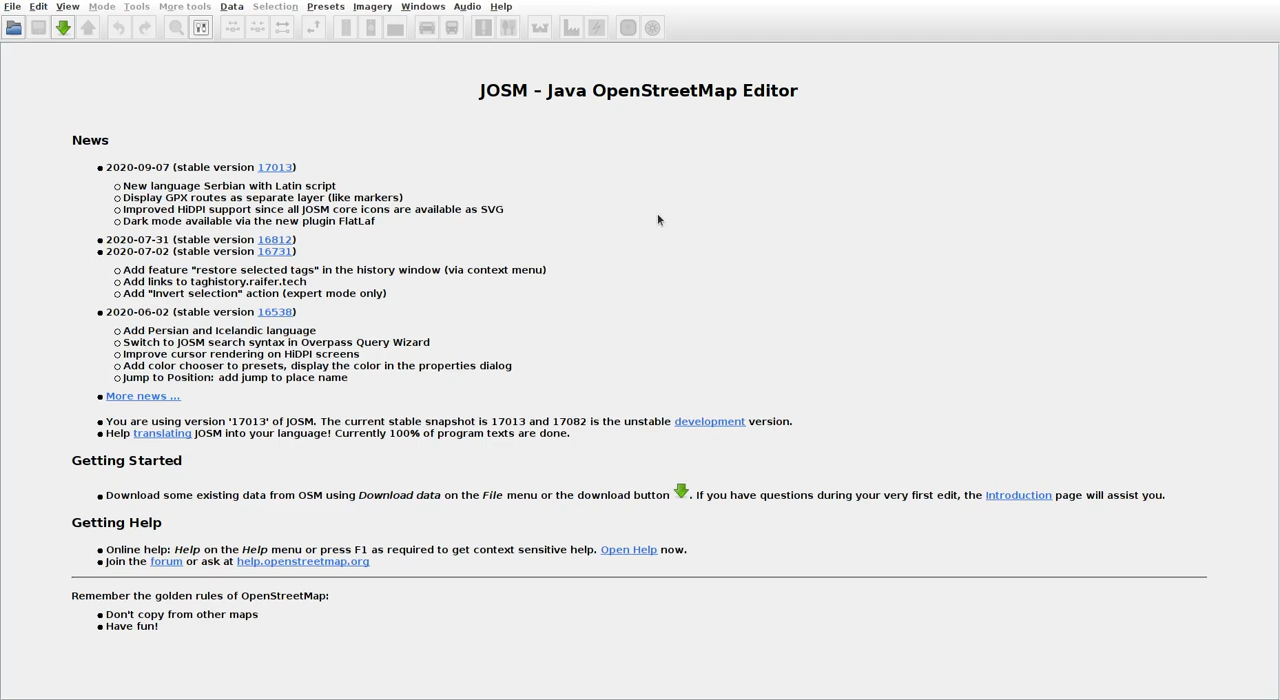 File Edit View Mode Tools More tools Data Selection Presets Imagery Windows Audio Help
JOSM – Java OpenStreetMap Editor
News
2020-09-07 (stable version 17013)
New language Serbian with Latin script
Display GPX routes as separate layer (like markers)
Improved HiDPI support since all JOSM core icons are available as SVG
Dark mode available via the new plugin FlatLaf
2020-07-31 (stable version 16812)
2020-07-02 (stable version 16731)
Add feature "restore selected tags" in the history window (via context menu)
Add links to taghistory.raifer.tech
Add "Invert selection" action (expert mode only)
2020-06-02 (stable version 16538)
Add Persian and Icelandic language
Switch to JOSM search syntax in Overpass Query Wizard
Improve cursor rendering on HiDPI screens
Add color chooser to presets, display the color in the properties dialog
Jump to Position: add jump to place name
More news ...
You are using version '17013' of JOSM. The current stable snapshot is 17013 and 17082 is the unstable development version.
Help translating JOSM into your language! Currently 100% of program texts are done.
Getting Started
Download some existing data from OSM using Download data on the File menu or the download button . If you have questions during your very first edit, the Introduction page will assist you.
Getting Help
Online help: Help on the Help menu or press F1 as required to get context sensitive help. Open Help now.
Join the forum or ask at help.openstreetmap.org
Remember the golden rules of OpenStreetMap:
Don't copy from other maps
Have fun!